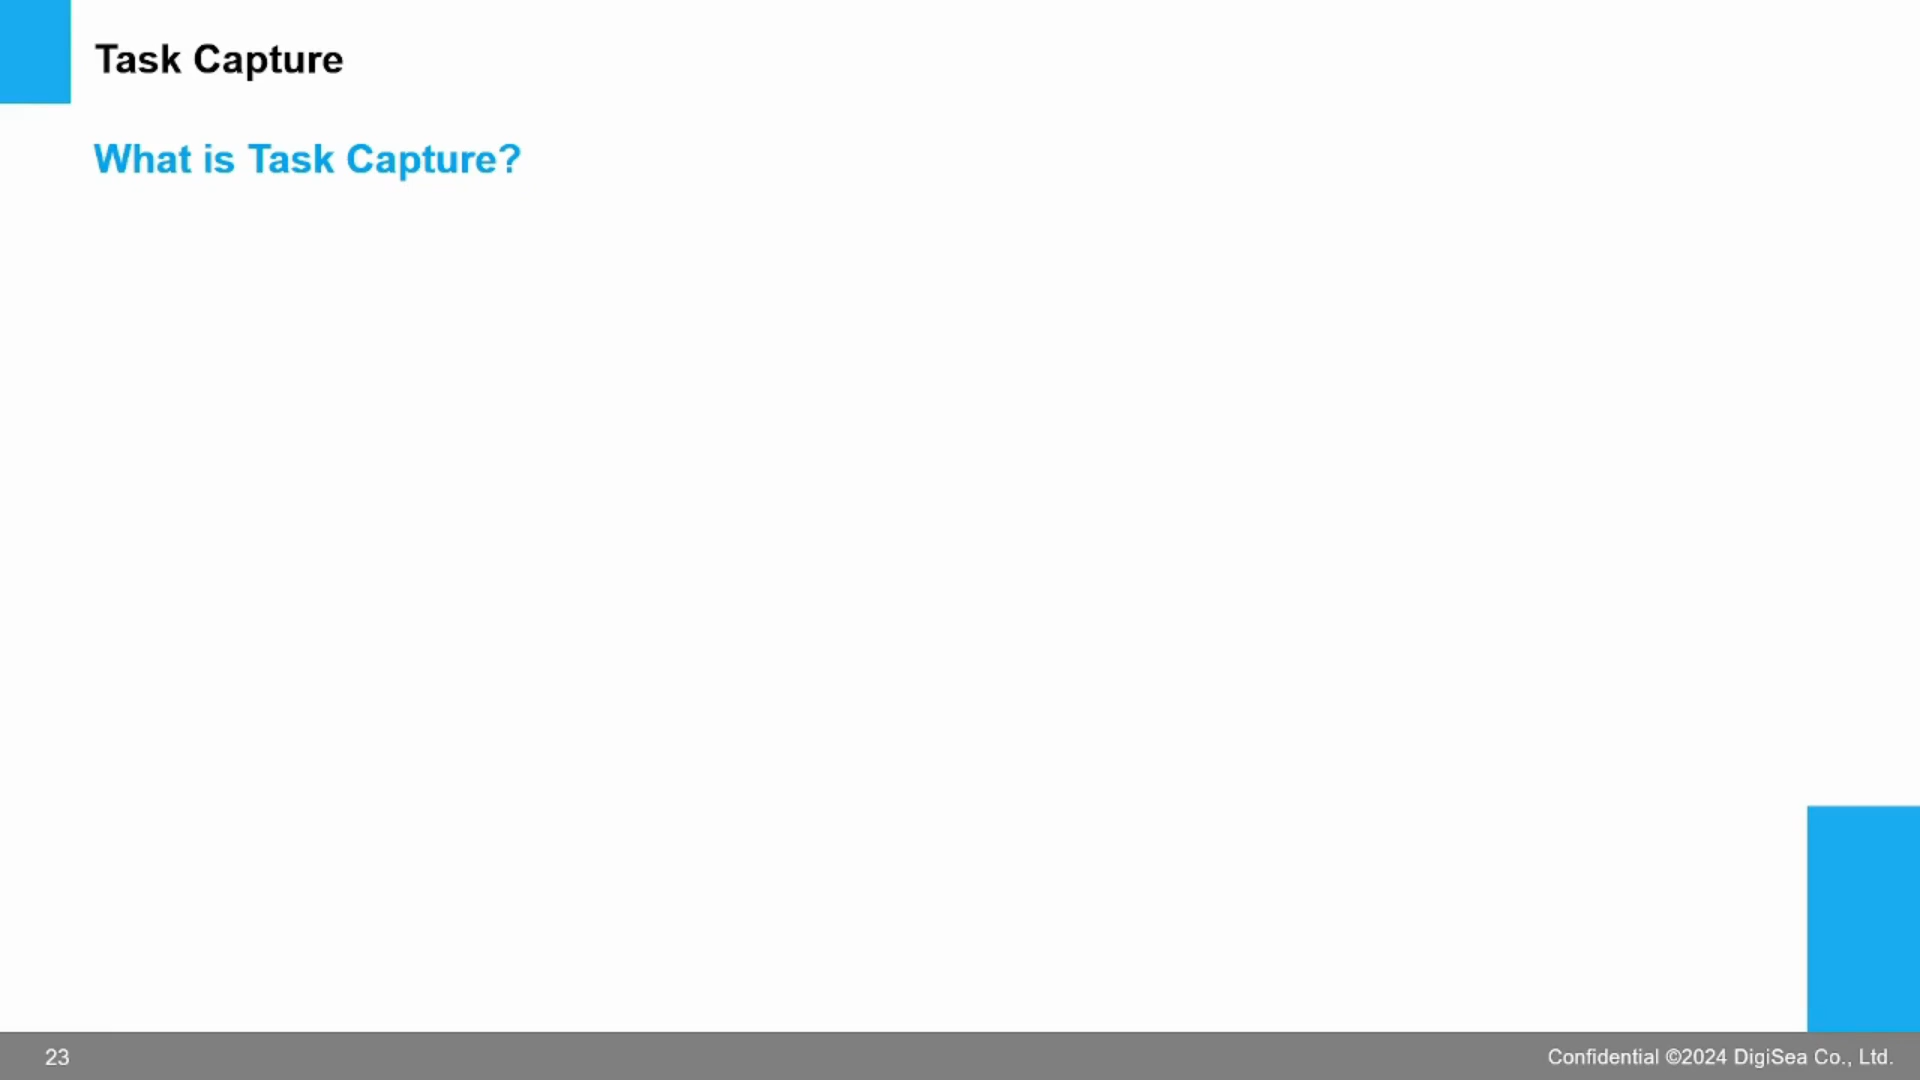 Task Capture
What is Task Capture?
23
Confidential ©2024 DigiSea Co., Ltd.